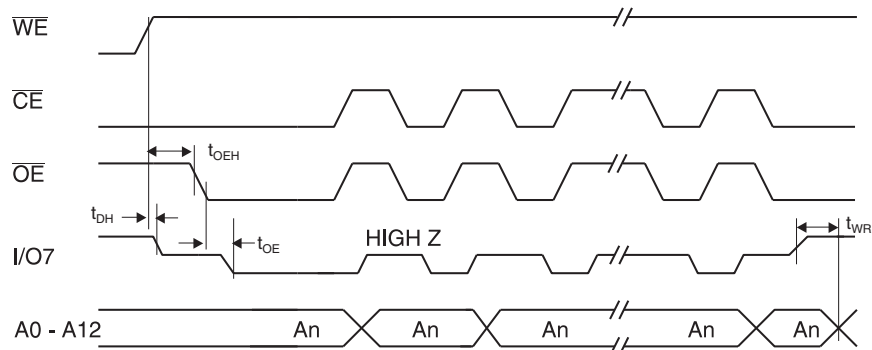 WE
CE
tOEH
OE
tDH
tWR
I/O7
tOE
HIGH Z
A0 - A12
An An An An An